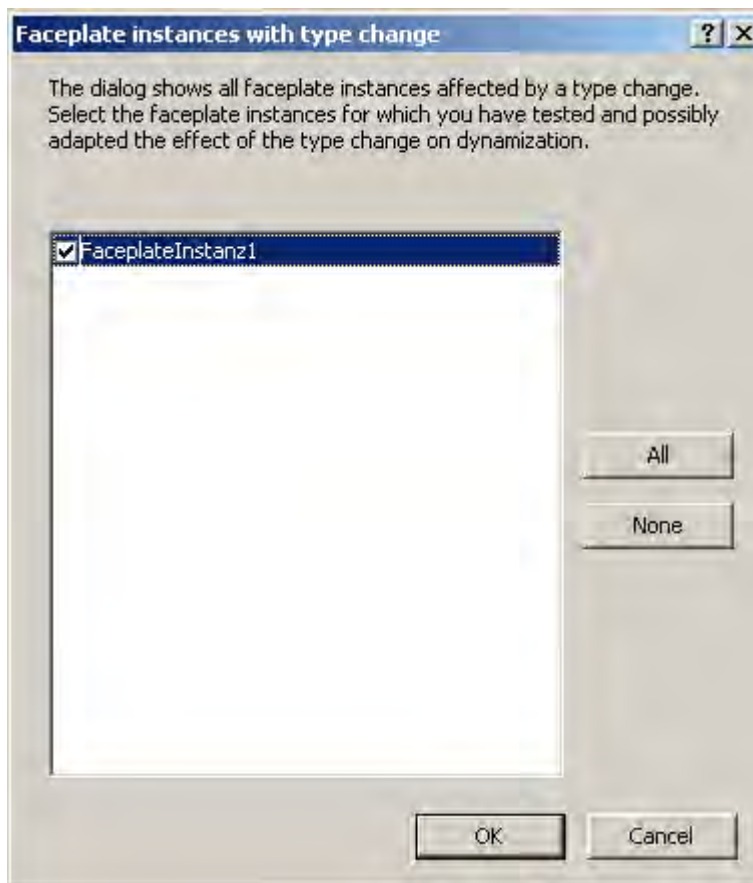 Faceplate instances with type change
The dialog shows all faceplate instances affected by a type change.
Select the faceplate instances for which you have tested and possibly
adapted the effect of the type change on dynamization.
FaceplateInstanz1
All
None
OK
Cancel